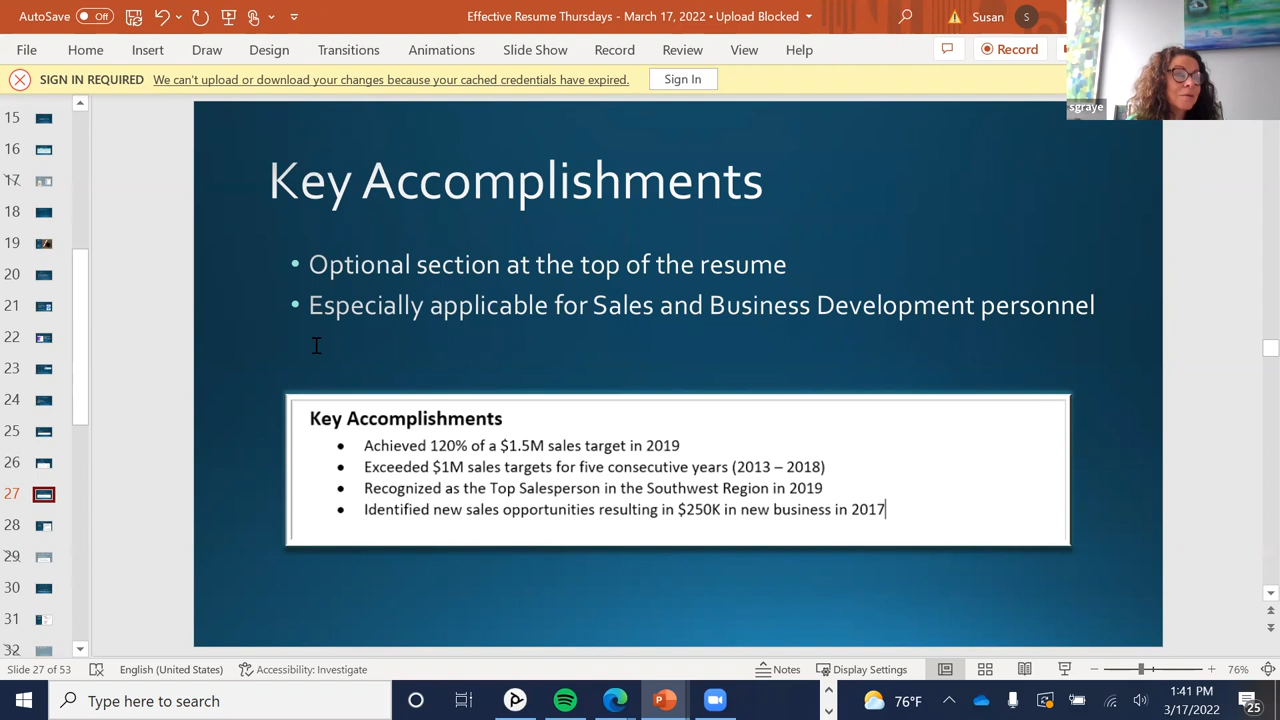 AutoSave Off Effective Resume Thursdays - March 17, 2022 • Upload Blocked Susan S
File Home Insert Draw Design Transitions Animations Slide Show Record Review View Help Record
SIGN IN REQUIRED We can't upload or download your changes because your cached credentials have expired. Sign In
sgraye
15
16
17
18
19
20
21
22
23
24
25
26
27
28
29
30
31
32
Key Accomplishments
• Optional section at the top of the resume
• Especially applicable for Sales and Business Development personnel
Key Accomplishments
• Achieved 120% of a $1.5M sales target in 2019
• Exceeded $1M sales targets for five consecutive years (2013 – 2018)
• Recognized as the Top Salesperson in the Southwest Region in 2019
• Identified new sales opportunities resulting in $250K in new business in 2017
Slide 27 of 53 English (United States) Accessibility: Investigate Notes Display Settings 76%
Type here to search 76°F 1:41 PM
3/17/2022 25